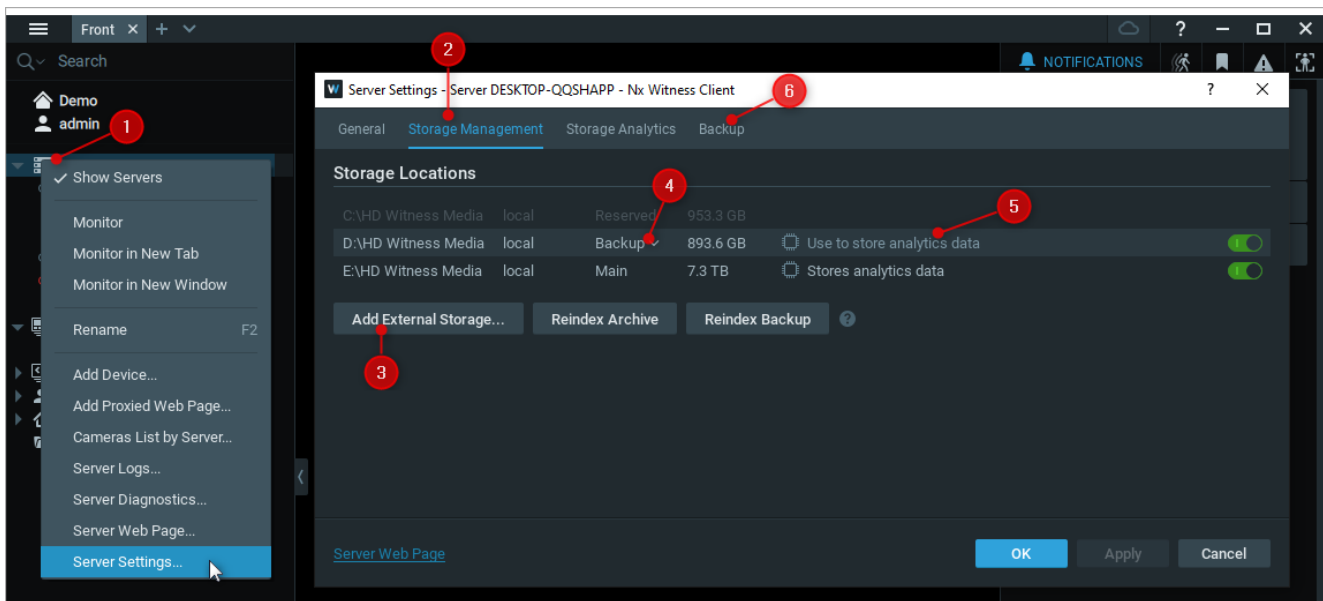 Front
?
Search
2
NOTIFICATIONS
Demo
admin
1
Show Servers
Monitor
Monitor in New Tab
Monitor in New Window
Rename F2
Add Device...
Add Proxied Web Page...
Cameras List by Server...
Server Logs...
Server Diagnostics...
Server Web Page...
Server Settings...
W Server Settings - Server DESKTOP-QQSHAPP - Nx Witness Client
6
?
General Storage Management Storage Analytics Backup
Storage Locations
4
5
C:\HD Witness Media local Reserved 953.3 GB
D:\HD Witness Media local Backup 893.6 GB Use to store analytics data
E:\HD Witness Media local Main 7.3 TB Stores analytics data
Add External Storage... Reindex Archive Reindex Backup ?
3
Server Web Page
OK Apply Cancel